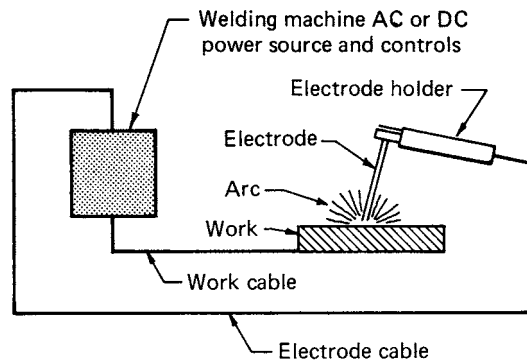 Welding machine AC or DC
power source and controls
Electrode holder
Electrode
Arc
Work
Work cable
Electrode cable